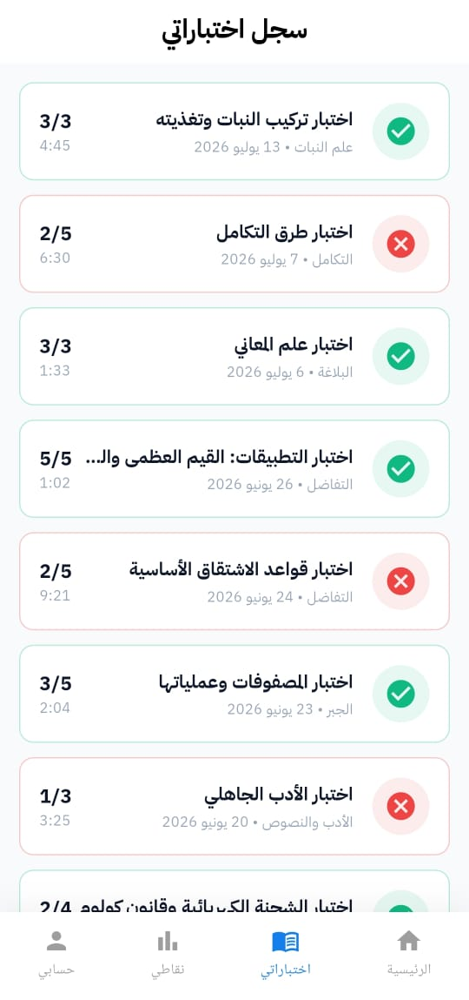 سجل اختباراتي
اختبار تركيب النبات وتغذيته
3/3
علم النبات • 13 يوليو 2026
4:45
اختبار طرق التكامل
2/5
التكامل • 7 يوليو 2026
6:30
اختبار علم المعاني
3/3
البلاغة • 6 يوليو 2026
1:33
اختبار التطبيقات: القيم العظمى والـ...
5/5
التفاضل • 26 يونيو 2026
1:02
اختبار قواعد الاشتقاق الأساسية
2/5
التفاضل • 24 يونيو 2026
9:21
اختبار المصفوفات وعملياتها
3/5
الجبر • 23 يونيو 2026
2:04
اختبار الأدب الجاهلي
1/3
الأدب والنصوص • 20 يونيو 2026
3:25
اختبار الشحنة الكهربائية وقانون كولوم
2/4
الرئيسية
اختباراتي
نقاطي
حسابي